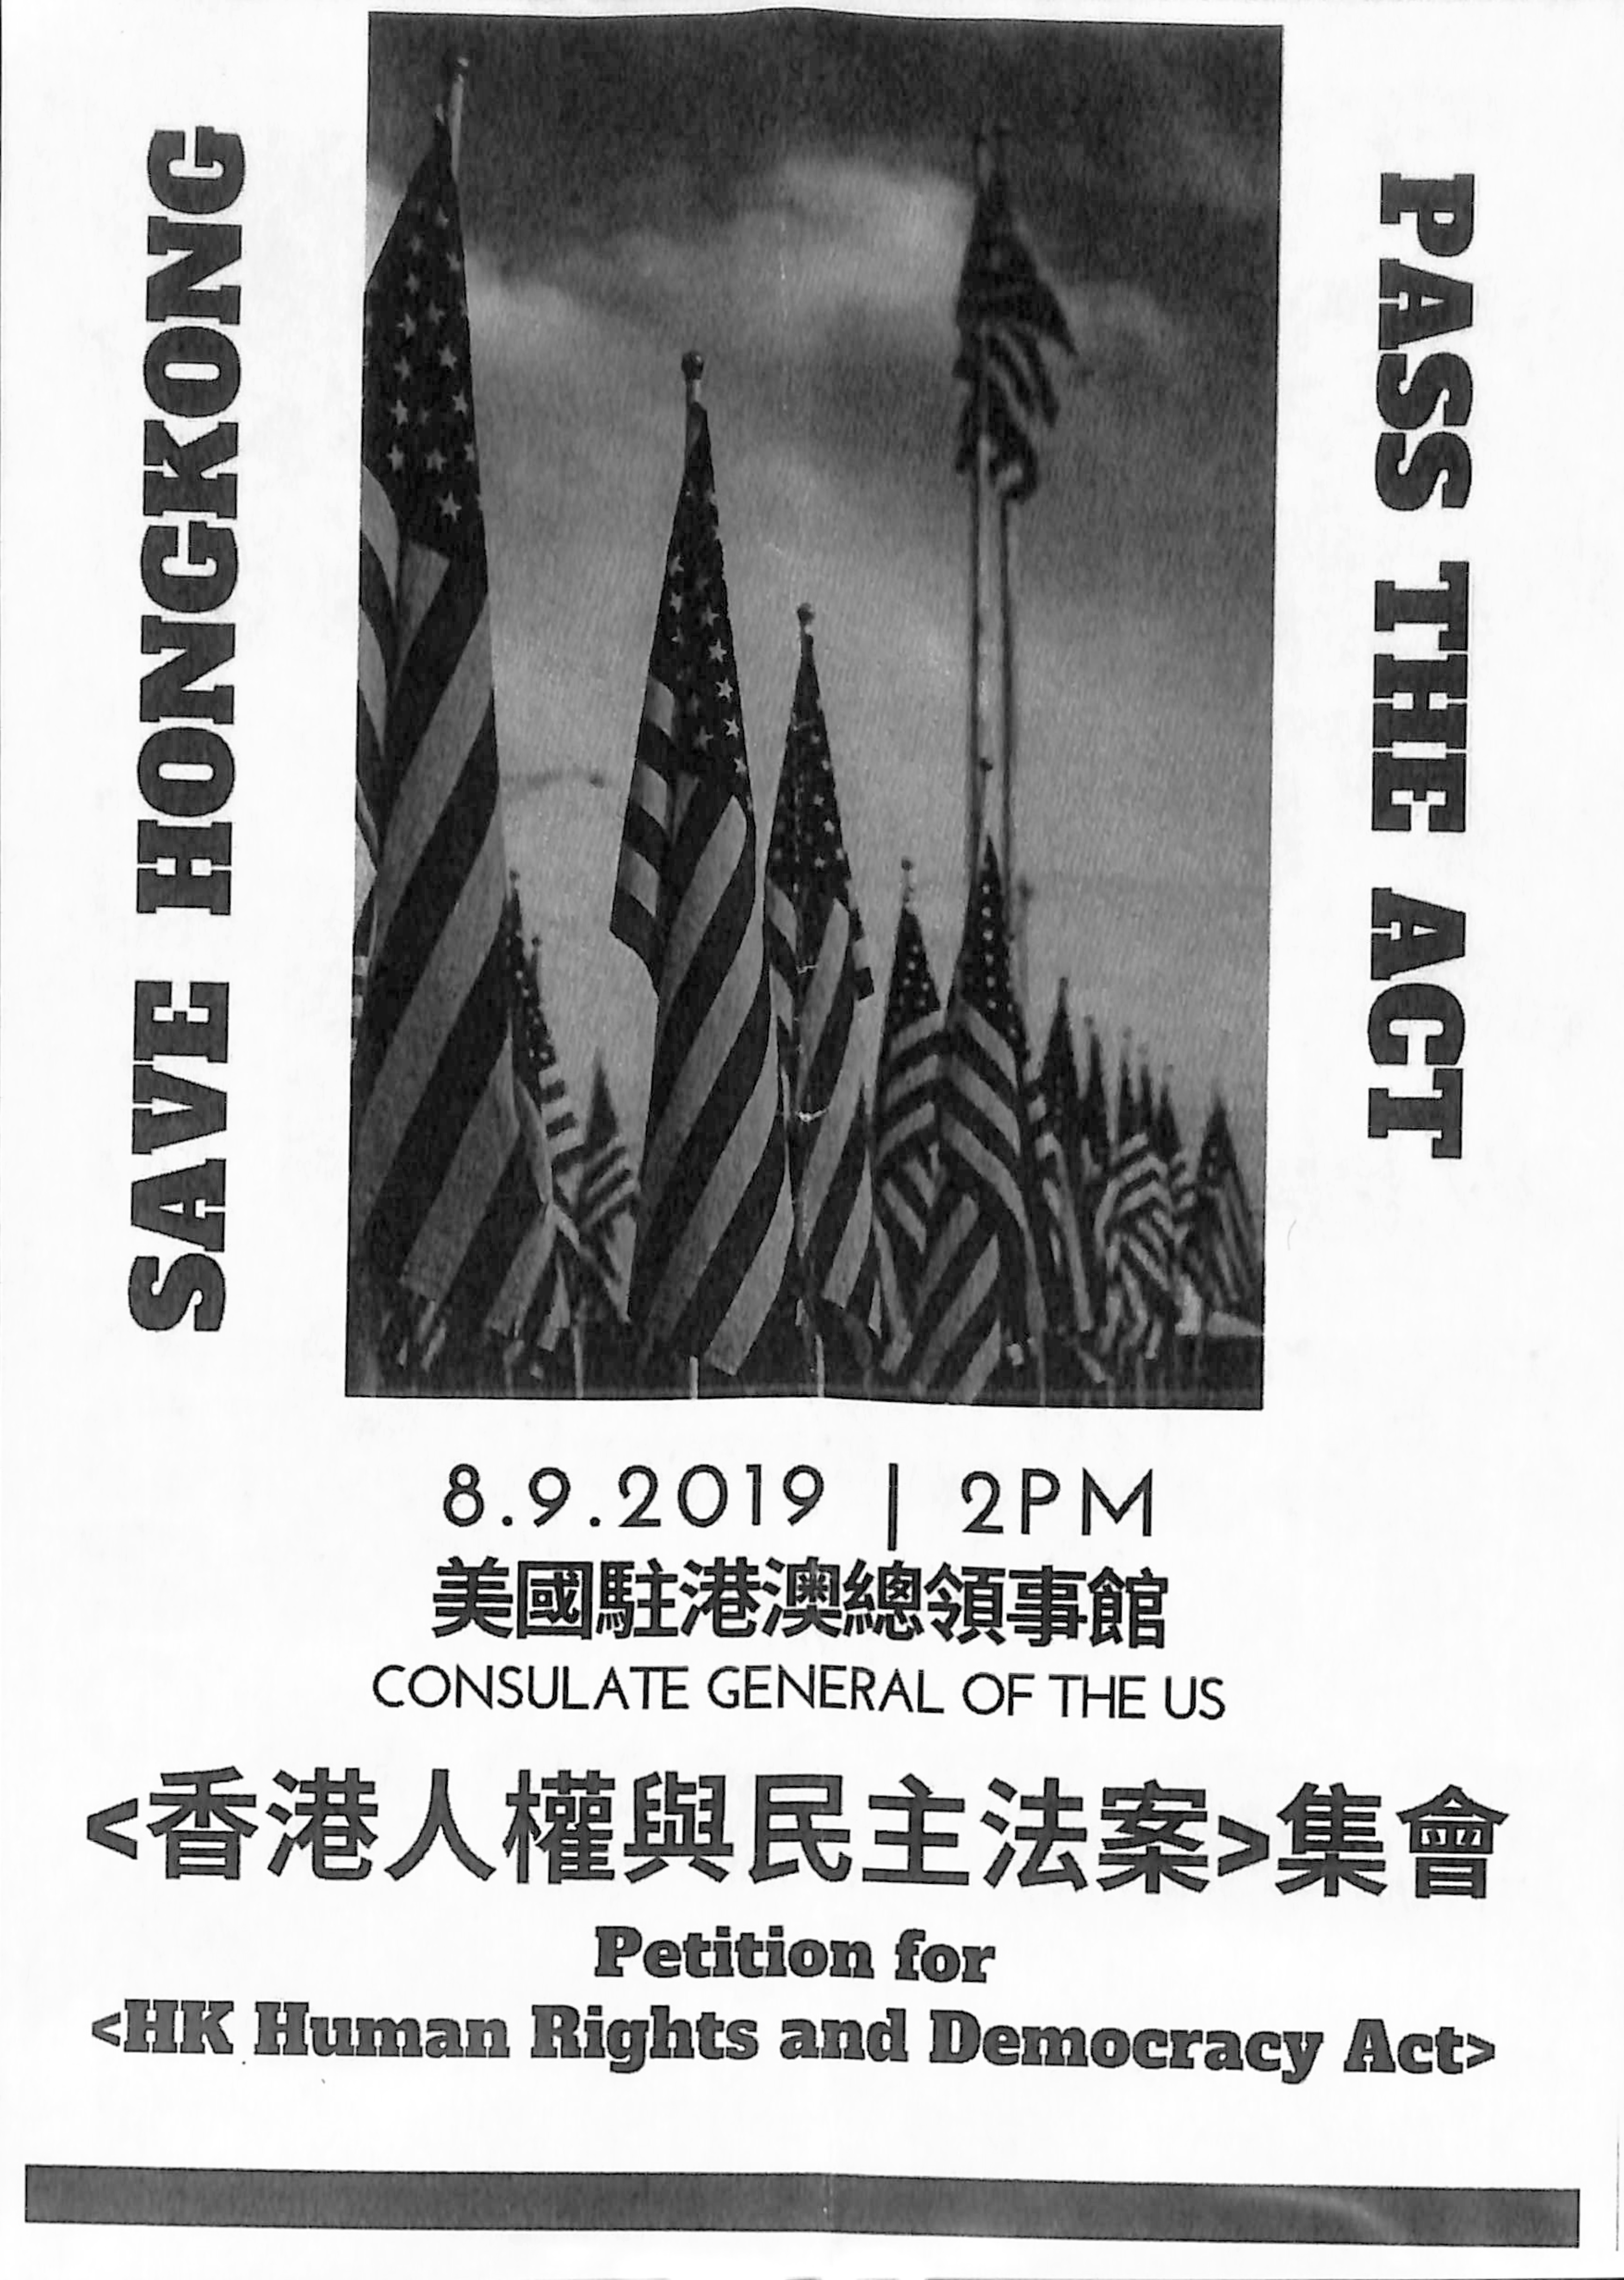 SAVE HONGKONG
PASS THE ACT
8.9.2019 | 2PM
美國駐港澳總領事館
CONSULATE GENERAL OF THE US
<香港人權與民主法案>集會
Petition for
<HK Human Rights and Democracy Act>